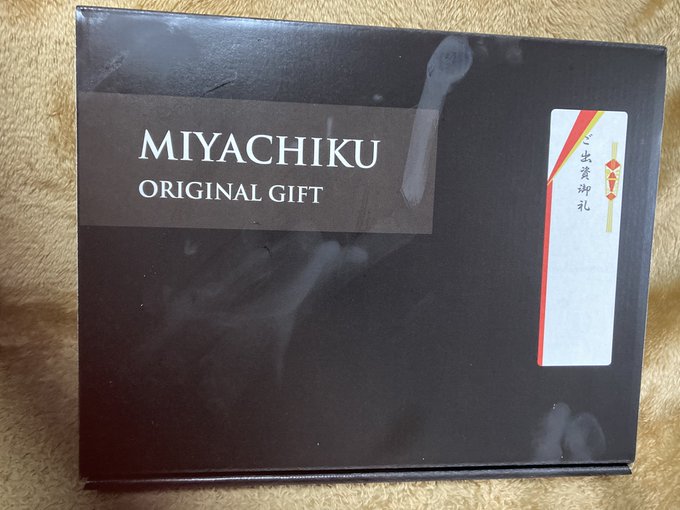 MIYACHIKU
ORIGINAL GIFT
ご出資御礼